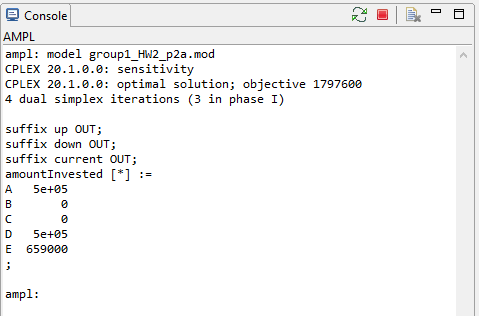 Console
AMPL
ampl: model group1_HW2_p2a.mod
CPLEX 20.1.0.0: sensitivity
CPLEX 20.1.0.0: optimal solution; objective 1797600
4 dual simplex iterations (3 in phase I)
suffix up OUT;
suffix down OUT;
suffix current OUT;
amountInvested [*] :=
A   5e+05
B       0
C       0
D   5e+05
E  659000
;
ampl: